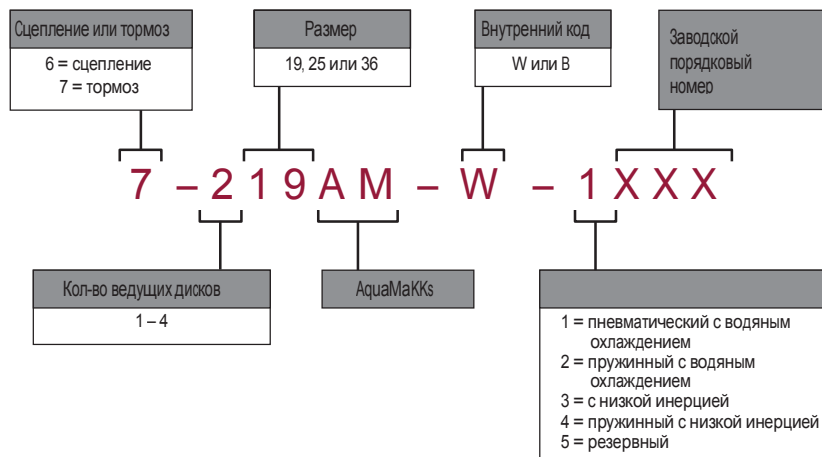 Сцепление или тормоз
6 = сцепление
7 = тормоз
Размер
19, 25 или 36
Внутренний код
W или B
Заводской
порядковый
номер
7 – 2 1 9 A M – W – 1 X X X
Кол-во ведущих дисков
1 – 4
AquaMaKKs
1 = пневматический с водяным
охлаждением
2 = пружинный с водяным
охлаждением
3 = с низкой инерцией
4 = пружинный с низкой инерцией
5 = резервный